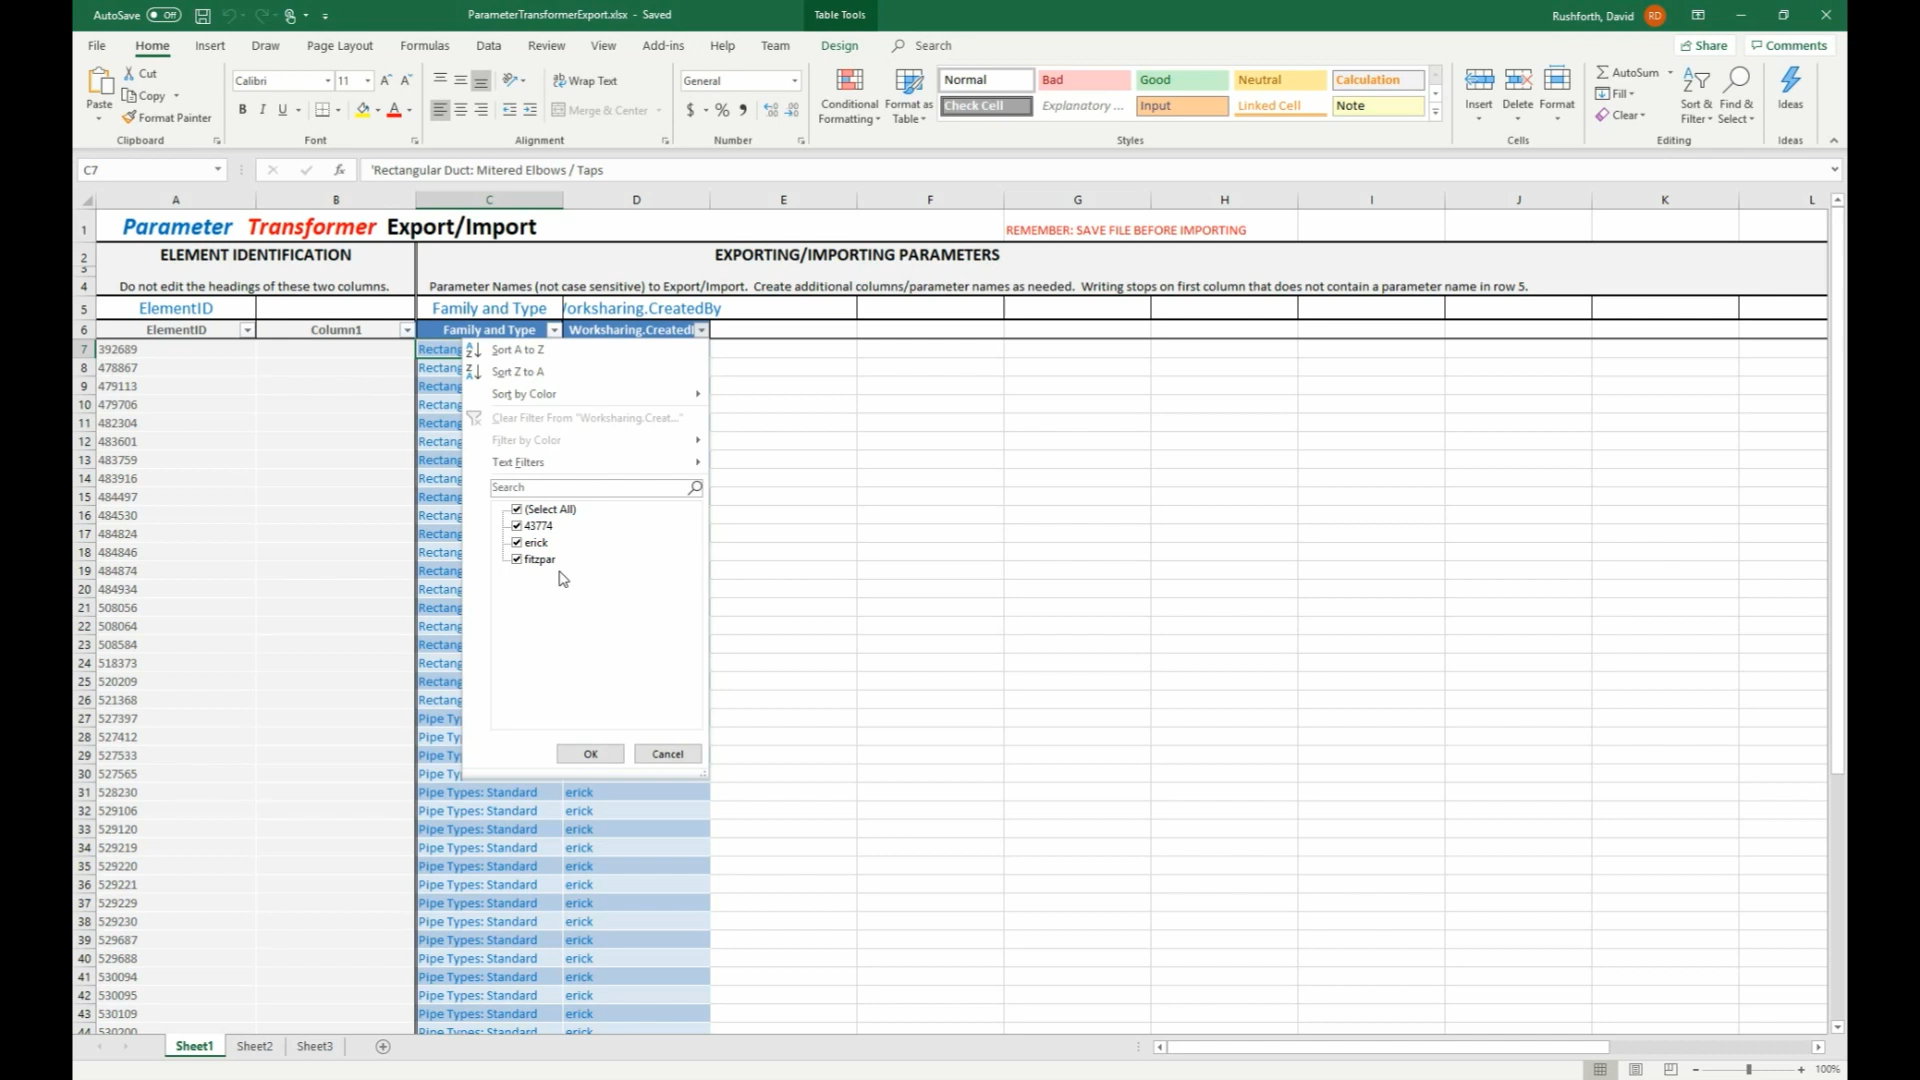 AutoSave Off ParameterTransformerExport.xlsx - Saved Table Tools Rushforth, David RD
File Home Insert Draw Page Layout Formulas Data Review View Add-ins Help Team Design Search Share Comments
Paste Cut Copy Format Painter Clipboard
Calibri 11 B I U A A Font
Wrap Text Merge & Center Alignment
General $ % Number
Conditional Formatting Format as Table
Normal Bad Good Neutral Calculation
Check Cell Explanatory ... Input Linked Cell Note
Styles
Insert Delete Format Cells
AutoSum Fill Clear Sort & Filter Find & Select Editing
Ideas Ideas
C7 fx 'Rectangular Duct: Mitered Elbows / Taps
A B C D E F G H I J K L
1 Parameter Transformer Export/Import REMEMBER: SAVE FILE BEFORE IMPORTING
2 ELEMENT IDENTIFICATION EXPORTING/IMPORTING PARAMETERS
3
4 Do not edit the headings of these two columns. Parameter Names (not case sensitive) to Export/Import. Create additional columns/parameter names as needed. Writing stops on first column that does not contain a parameter name in row 5.
5 ElementID Family and Type /orksharing.CreatedBy
6 ElementID Column1 Family and Type Worksharing.Created
7 392689 Rectang
8 478867 Rectang
9 479113 Rectang
10 479706 Rectang
11 482304 Rectang
12 483601 Rectang
13 483759 Rectang
14 483916 Rectang
15 484497 Rectang
16 484530 Rectang
17 484824 Rectang
18 484846 Rectang
19 484874 Rectang
20 484934 Rectang
21 508056 Rectang
22 508064 Rectang
23 508584 Rectang
24 518373 Rectang
25 520209 Rectang
26 521368 Rectang
27 527397 Pipe Ty
28 527412 Pipe Ty
29 527533 Pipe Ty
30 527565 Pipe Ty
Sort A to Z
Sort Z to A
Sort by Color
Clear Filter From "Worksharing.Creat..."
Filter by Color
Text Filters
Search
(Select All)
43774
erick
fitzpar
OK Cancel
31 528230 Pipe Types: Standard erick
32 529106 Pipe Types: Standard erick
33 529120 Pipe Types: Standard erick
34 529219 Pipe Types: Standard erick
35 529220 Pipe Types: Standard erick
36 529221 Pipe Types: Standard erick
37 529229 Pipe Types: Standard erick
38 529230 Pipe Types: Standard erick
39 529687 Pipe Types: Standard erick
40 529688 Pipe Types: Standard erick
41 530094 Pipe Types: Standard erick
42 530095 Pipe Types: Standard erick
43 530109 Pipe Types: Standard erick
44 530200 Pipe Types: Standard erick
Sheet1 Sheet2 Sheet3
100%